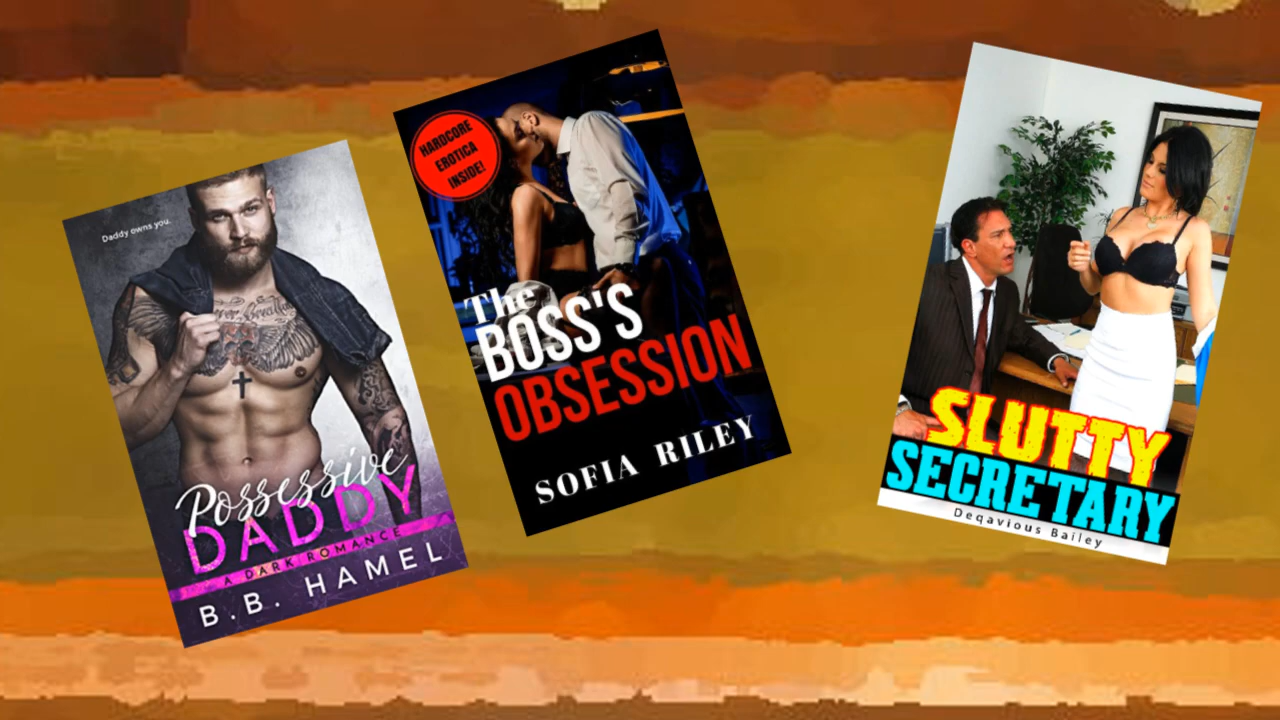 Daddy owns you.
Possessive
DADDY
A DARK ROMANCE
B.B. HAMEL
HARDCORE
EROTICA
INSIDE!
The
BOSS'S
OBSESSION
SOFIA RILEY
SLUTTY
SECRETARY
Deqavious Bailey